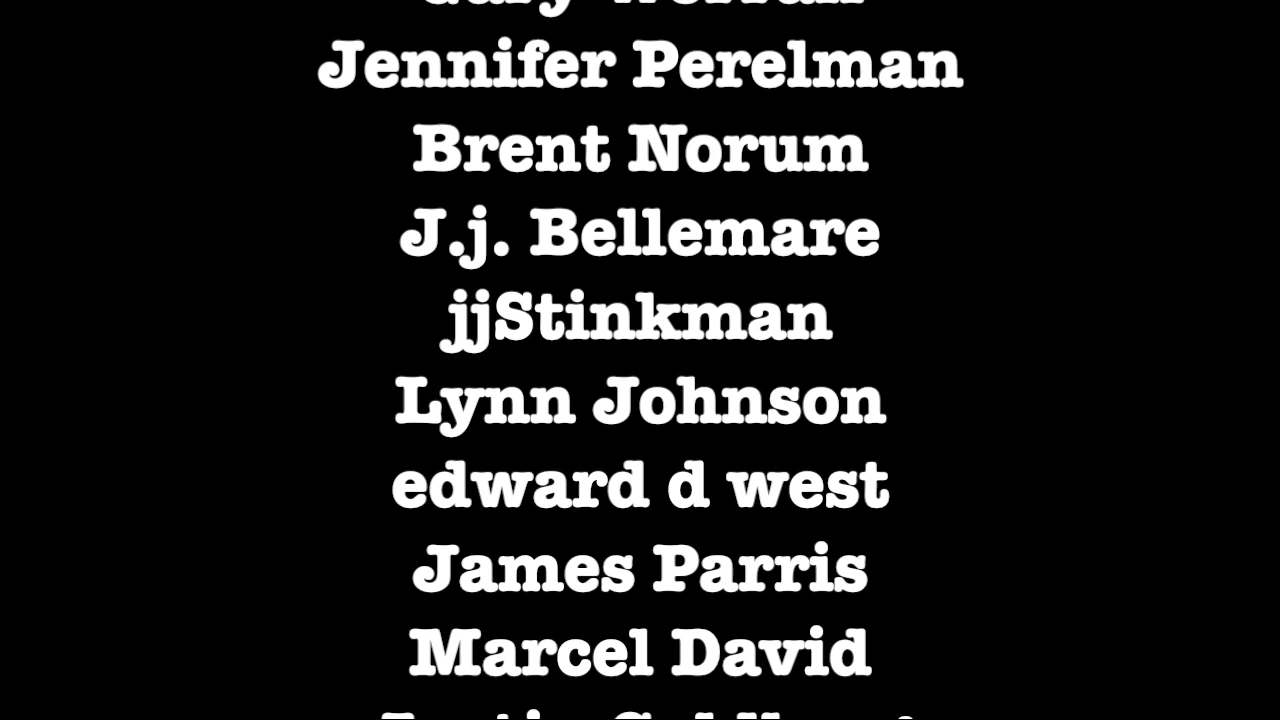 Jennifer Perelman
Brent Norum
J.j. Bellemare
jjStinkman
Lynn Johnson
edward d west
James Parris
Marcel David